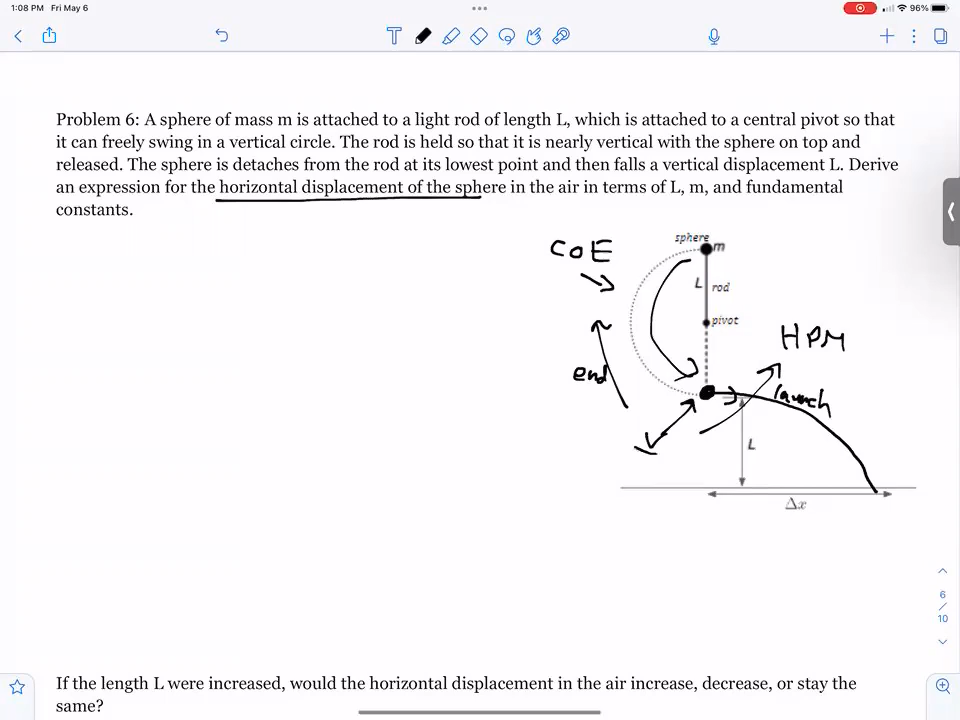 1:08 PM Fri May 6
96%
Problem 6: A sphere of mass m is attached to a light rod of length L, which is attached to a central pivot so that
it can freely swing in a vertical circle. The rod is held so that it is nearly vertical with the sphere on top and
released. The sphere is detaches from the rod at its lowest point and then falls a vertical displacement L. Derive
an expression for the horizontal displacement of the sphere in the air in terms of L, m, and fundamental
constants.
sphere
m
COE
L rod
pivot
HPM
end
launch
V
L
Δx
6
/
10
If the length L were increased, would the horizontal displacement in the air increase, decrease, or stay the
same?